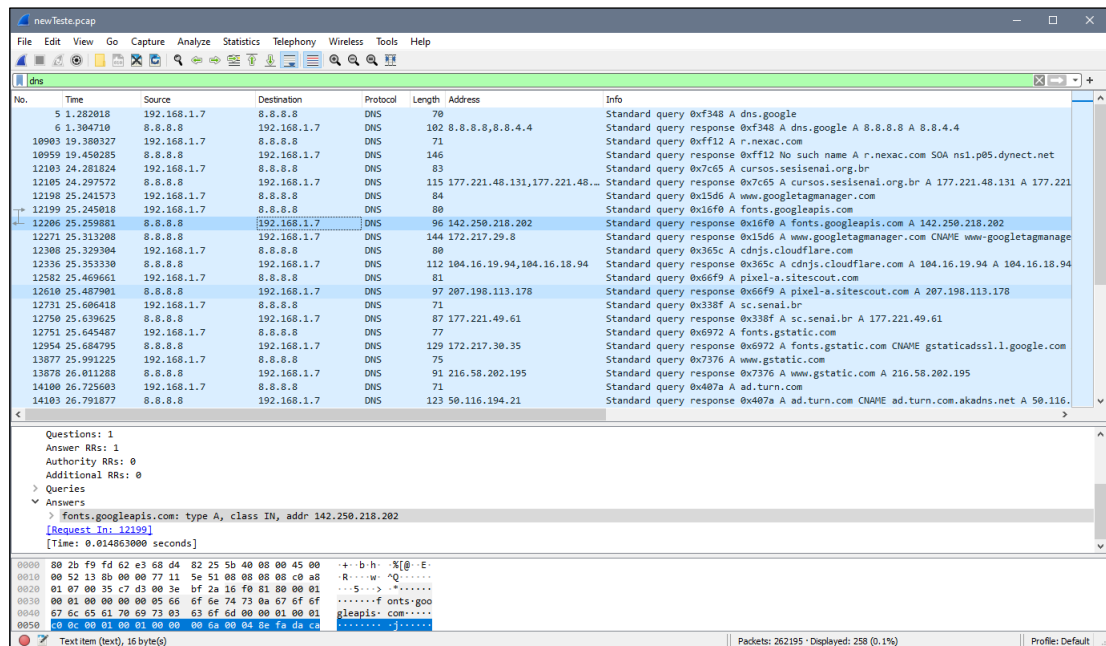 newTeste.pcap
File Edit View Go Capture Analyze Statistics Telephony Wireless Tools Help
dns
No. Time Source Destination Protocol Length Address Info
5 1.282018 192.168.1.7 8.8.8.8 DNS 70 Standard query 0xf348 A dns.google
6 1.304710 8.8.8.8 192.168.1.7 DNS 102 8.8.8.8,8.8.4.4 Standard query response 0xf348 A dns.google A 8.8.8.8 A 8.8.4.4
10903 19.380327 192.168.1.7 8.8.8.8 DNS 71 Standard query 0xff12 A r.nexac.com
10959 19.450285 8.8.8.8 192.168.1.7 DNS 146 Standard query response 0xff12 No such name A r.nexac.com SOA ns1.p05.dynect.net
12103 24.281824 192.168.1.7 8.8.8.8 DNS 83 Standard query 0x7c65 A cursos.sesisenai.org.br
12105 24.297572 8.8.8.8 192.168.1.7 DNS 115 177.221.48.131,177.221.48... Standard query response 0x7c65 A cursos.sesisenai.org.br A 177.221.48.131 A 177.221
12198 25.241573 192.168.1.7 8.8.8.8 DNS 84 Standard query 0x15d6 A www.googletagmanager.com
12199 25.245018 192.168.1.7 8.8.8.8 DNS 80 Standard query 0x16f0 A fonts.googleapis.com
12206 25.259881 8.8.8.8 192.168.1.7 DNS 96 142.250.218.202 Standard query response 0x16f0 A fonts.googleapis.com A 142.250.218.202
12271 25.313208 8.8.8.8 192.168.1.7 DNS 144 172.217.29.8 Standard query response 0x15d6 A www.googletagmanager.com CNAME www-googletagmanage
12308 25.329304 192.168.1.7 8.8.8.8 DNS 80 Standard query 0x365c A cdnjs.cloudflare.com
12336 25.353330 8.8.8.8 192.168.1.7 DNS 112 104.16.19.94,104.16.18.94 Standard query response 0x365c A cdnjs.cloudflare.com A 104.16.19.94 A 104.16.18.94
12582 25.469661 192.168.1.7 8.8.8.8 DNS 81 Standard query 0x66f9 A pixel-a.sitescout.com
12610 25.487901 8.8.8.8 192.168.1.7 DNS 97 207.198.113.178 Standard query response 0x66f9 A pixel-a.sitescout.com A 207.198.113.178
12731 25.606418 192.168.1.7 8.8.8.8 DNS 71 Standard query 0x338f A sc.senai.br
12750 25.639625 8.8.8.8 192.168.1.7 DNS 87 177.221.49.61 Standard query response 0x338f A sc.senai.br A 177.221.49.61
12751 25.645487 192.168.1.7 8.8.8.8 DNS 77 Standard query 0x6972 A fonts.gstatic.com
12954 25.684795 8.8.8.8 192.168.1.7 DNS 129 172.217.30.35 Standard query response 0x6972 A fonts.gstatic.com CNAME gstaticadssl.l.google.com
13877 25.991225 192.168.1.7 8.8.8.8 DNS 75 Standard query 0x7376 A www.gstatic.com
13878 26.011288 8.8.8.8 192.168.1.7 DNS 91 216.58.202.195 Standard query response 0x7376 A www.gstatic.com A 216.58.202.195
14100 26.725603 192.168.1.7 8.8.8.8 DNS 71 Standard query 0x407a A ad.turn.com
14103 26.791877 8.8.8.8 192.168.1.7 DNS 123 50.116.194.21 Standard query response 0x407a A ad.turn.com CNAME ad.turn.com.akadns.net A 50.116.
Questions: 1
Answer RRs: 1
Authority RRs: 0
Additional RRs: 0
> Queries
Answers
> fonts.googleapis.com: type A, class IN, addr 142.250.218.202
[Request In: 12199]
[Time: 0.014863000 seconds]
0000 80 2b f9 fd 62 e3 68 d4 82 25 5b 40 08 00 45 00 ·+··b·h· ·%[@··E·
0010 00 52 13 8b 00 00 77 11 5e 51 08 08 08 08 c0 a8 ·R····w· ^Q······
0020 01 07 00 35 c7 d3 00 3e bf 2a 16 f0 81 80 00 01 ···5···> ·*······
0030 00 01 00 00 00 00 05 66 6f 6e 74 73 0a 67 6f 6f ·······f onts·goo
0040 67 6c 65 61 70 69 73 03 63 6f 6d 00 00 01 00 01 gleapis· com·····
0050 c0 0c 00 01 00 01 00 00 00 6a 00 04 8e fa da ca ········ ·j······
Text item (text), 16 byte(s) Packets: 262195 · Displayed: 258 (0.1%) Profile: Default